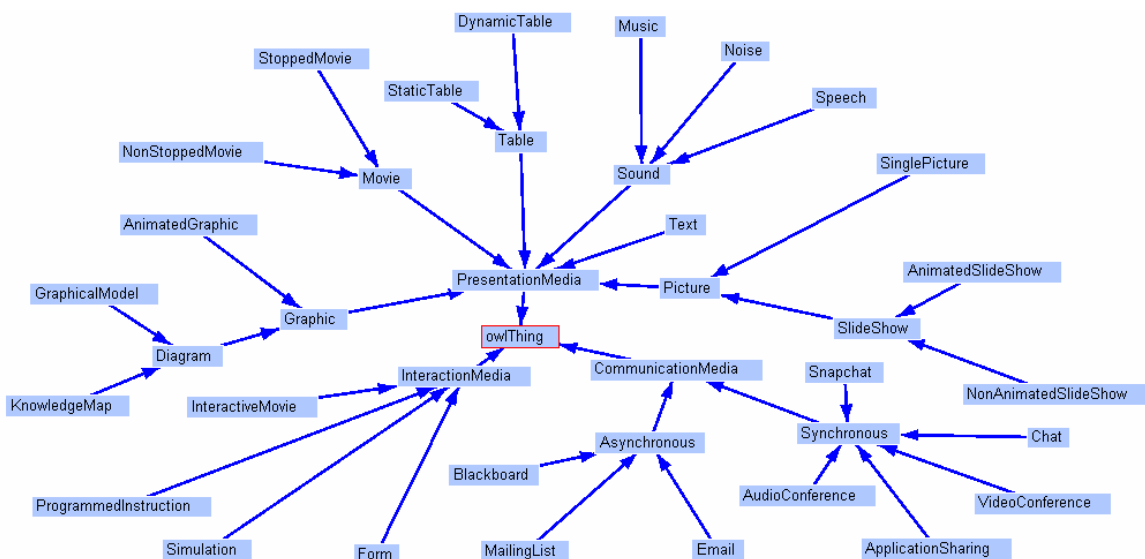 DynamicTable
Music
StoppedMovie
Noise
StaticTable
Speech
Table
NonStoppedMovie
SinglePicture
Movie
Sound
AnimatedGraphic
Text
AnimatedSlideShow
PresentationMedia
Picture
GraphicalModel
Graphic
SlideShow
owlThing
Diagram
CommunicationMedia
Snapchat
InteractionMedia
NonAnimatedSlideShow
KnowledgeMap
InteractiveMovie
Synchronous
Chat
Asynchronous
Blackboard
AudioConference
VideoConference
ProgrammedInstruction
Simulation
Form
MailingList
Email
ApplicationSharing